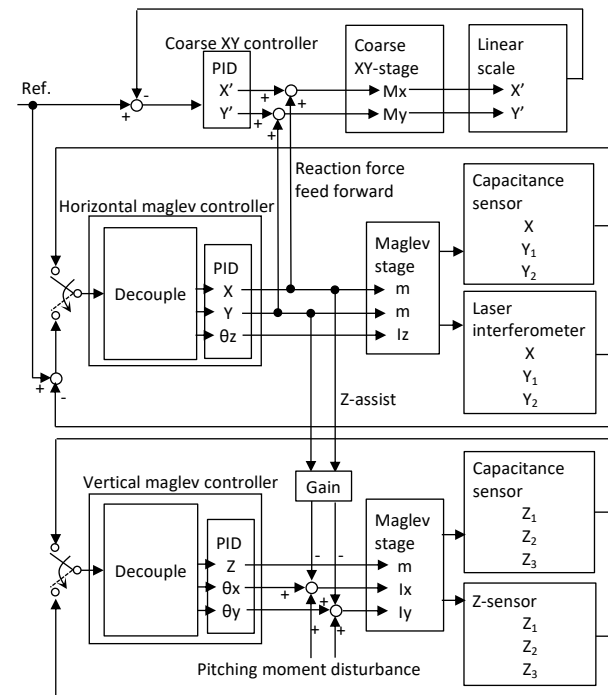 Coarse XY controller
Coarse
XY-stage
Linear
scale
PID
X'
Y'
Mx
My
X'
Y'
Ref.
-
+
+
+
+
+
Reaction force
feed forward
Horizontal maglev controller
Decouple
PID
X
Y
θz
Maglev
stage
m
m
Iz
Capacitance
sensor
X
Y1
Y2
Laser
interferometer
X
Y1
Y2
+
-
Z-assist
Gain
Vertical maglev controller
Decouple
PID
Z
θx
θy
-
-
+
+
+
+
Maglev
stage
m
Ix
Iy
Capacitance
sensor
Z1
Z2
Z3
Z-sensor
Z1
Z2
Z3
Pitching moment disturbance